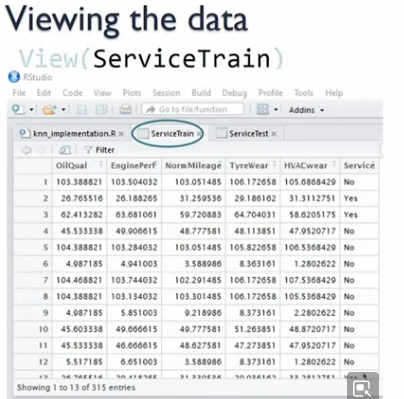 Viewing the data
View(ServiceTrain)
RStudio
File Edit Code View Plots Session Build Debug Profile Tools Help
Go to file/function Addins
knn_implementation.R ServiceTrain ServiceTest
Filter
OilQual EnginePerf NormMileage TyreWear HVACwear Service
1 103.388821 103.504032 103.051485 106.172658 105.6868429 No
2 26.765516 26.188265 31.259536 29.186162 31.3112751 Yes
3 62.413282 63.681061 59.720883 64.704031 58.6205175 Yes
4 45.533338 49.906615 48.777581 48.113851 47.9520717 No
5 104.388821 103.284032 103.051485 105.822658 106.5368429 No
6 4.987185 4.941003 3.588986 8.363161 1.2802622 No
7 104.468821 103.744032 102.291485 106.172658 107.5368429 No
8 104.388821 103.134032 103.301485 106.172658 105.5368429 No
9 4.987185 5.851003 9.218986 8.373161 2.2802622 No
10 45.603338 49.666615 49.777581 51.263851 48.8720717 No
11 45.533338 46.666615 48.627581 47.273851 47.9520717 No
12 5.517185 6.651003 3.588986 8.373161 1.2802622 No
Showing 1 to 13 of 315 entries